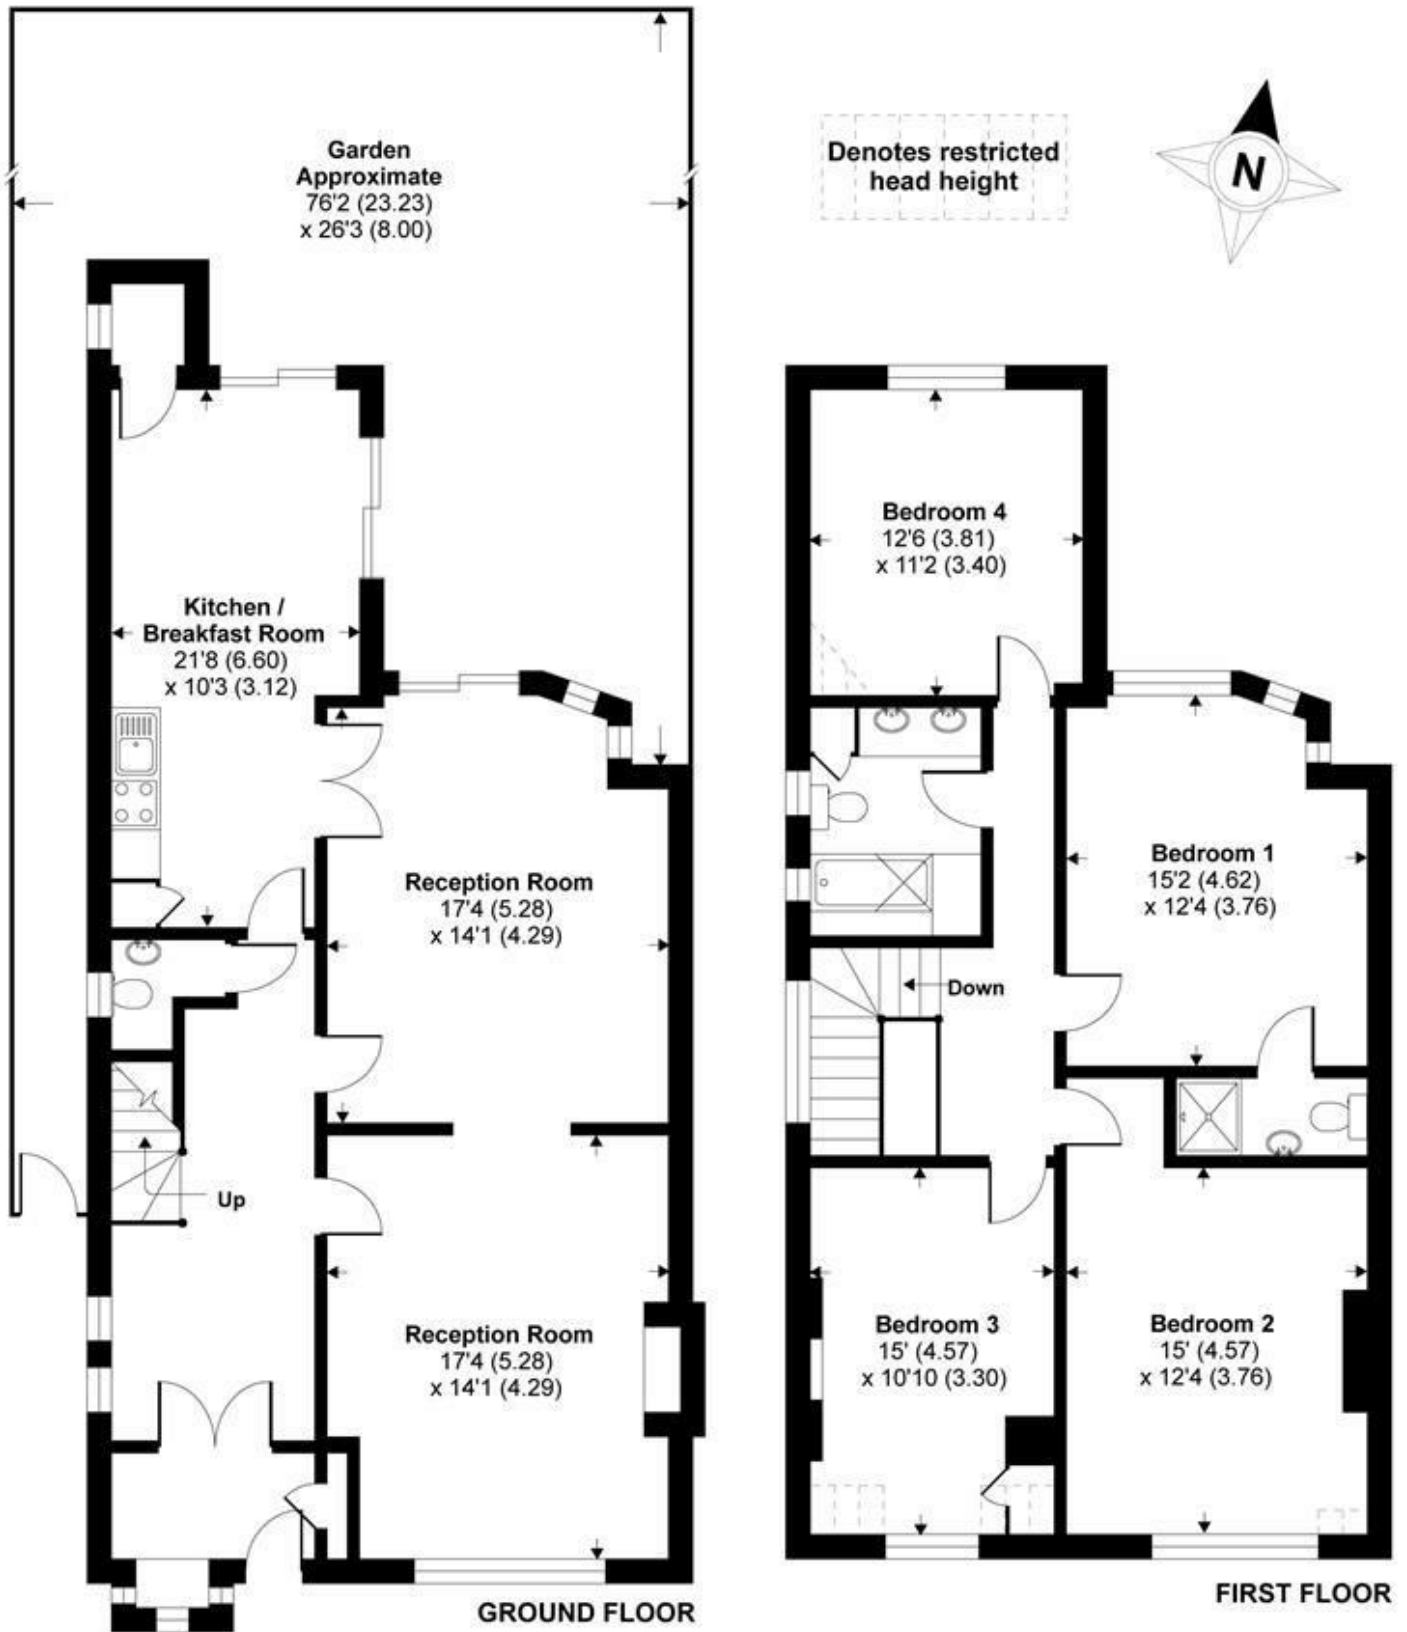 Garden
Approximate
76'2 (23.23)
x 26'3 (8.00)
Denotes restricted
head height
N
Kitchen /
Breakfast Room
21'8 (6.60)
x 10'3 (3.12)
Reception Room
17'4 (5.28)
x 14'1 (4.29)
Up
Reception Room
17'4 (5.28)
x 14'1 (4.29)
GROUND FLOOR
Bedroom 4
12'6 (3.81)
x 11'2 (3.40)
Bedroom 1
15'2 (4.62)
x 12'4 (3.76)
Down
Bedroom 3
15' (4.57)
x 10'10 (3.30)
Bedroom 2
15' (4.57)
x 12'4 (3.76)
FIRST FLOOR